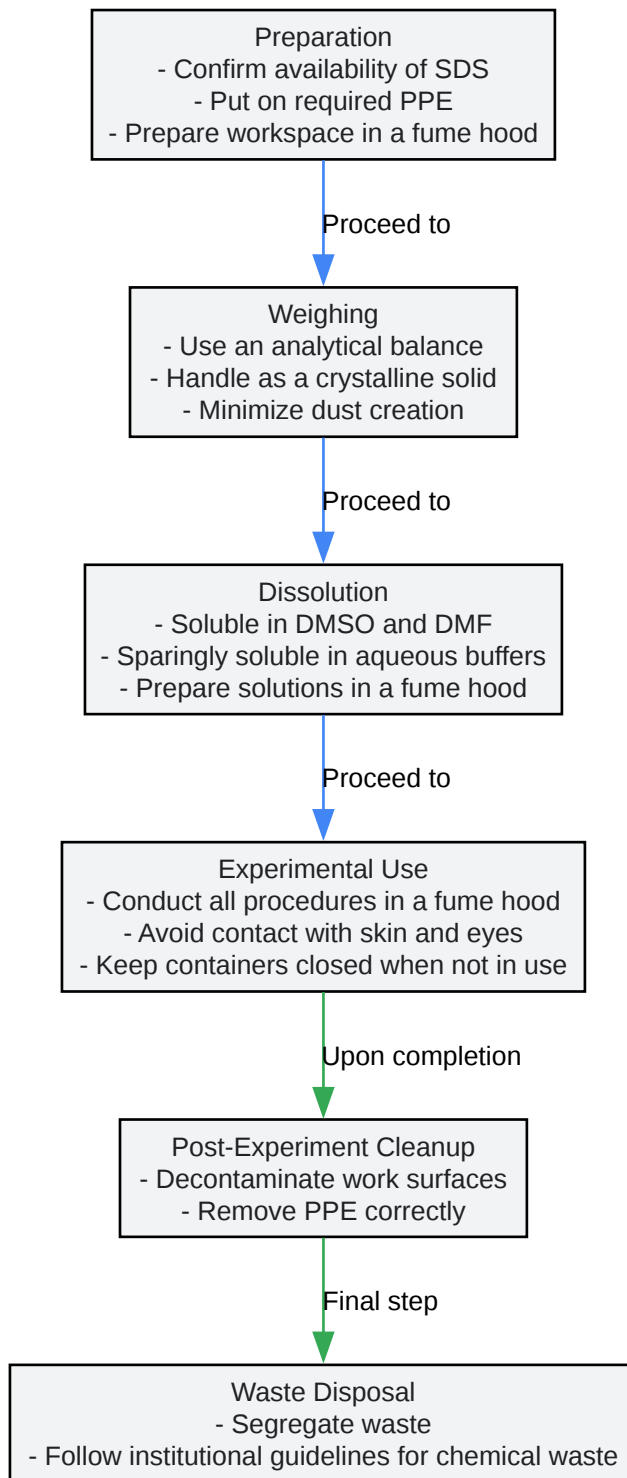 Preparation
- Confirm availability of SDS
- Put on required PPE
- Prepare workspace in a fume hood
Proceed to
Weighing
- Use an analytical balance
- Handle as a crystalline solid
- Minimize dust creation
Proceed to
Dissolution
- Soluble in DMSO and DMF
- Sparingly soluble in aqueous buffers
- Prepare solutions in a fume hood
Proceed to
Experimental Use
- Conduct all procedures in a fume hood
- Avoid contact with skin and eyes
- Keep containers closed when not in use
Upon completion
Post-Experiment Cleanup
- Decontaminate work surfaces
- Remove PPE correctly
Final step
Waste Disposal
- Segregate waste
- Follow institutional guidelines for chemical waste